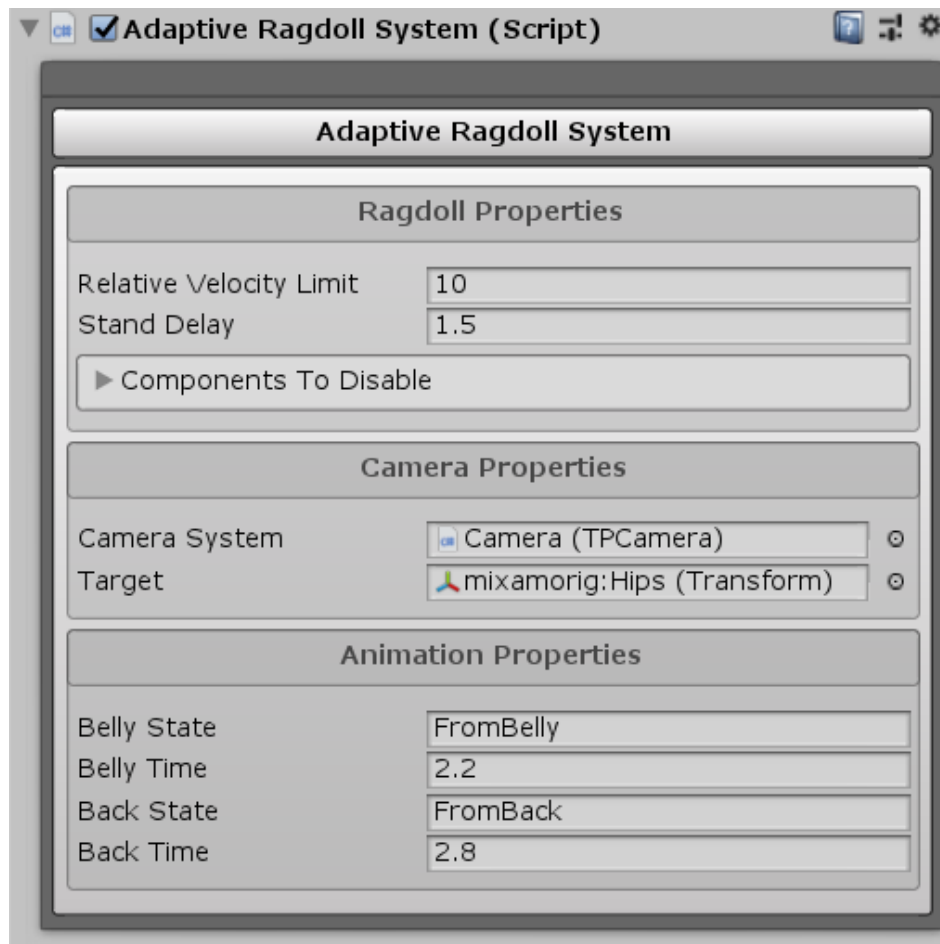 Adaptive Ragdoll System (Script)
Adaptive Ragdoll System
Ragdoll Properties
Relative Velocity Limit 10
Stand Delay 1.5
Components To Disable
Camera Properties
Camera System Camera (TPCamera)
Target mixamorig:Hips (Transform)
Animation Properties
Belly State FromBelly
Belly Time 2.2
Back State FromBack
Back Time 2.8